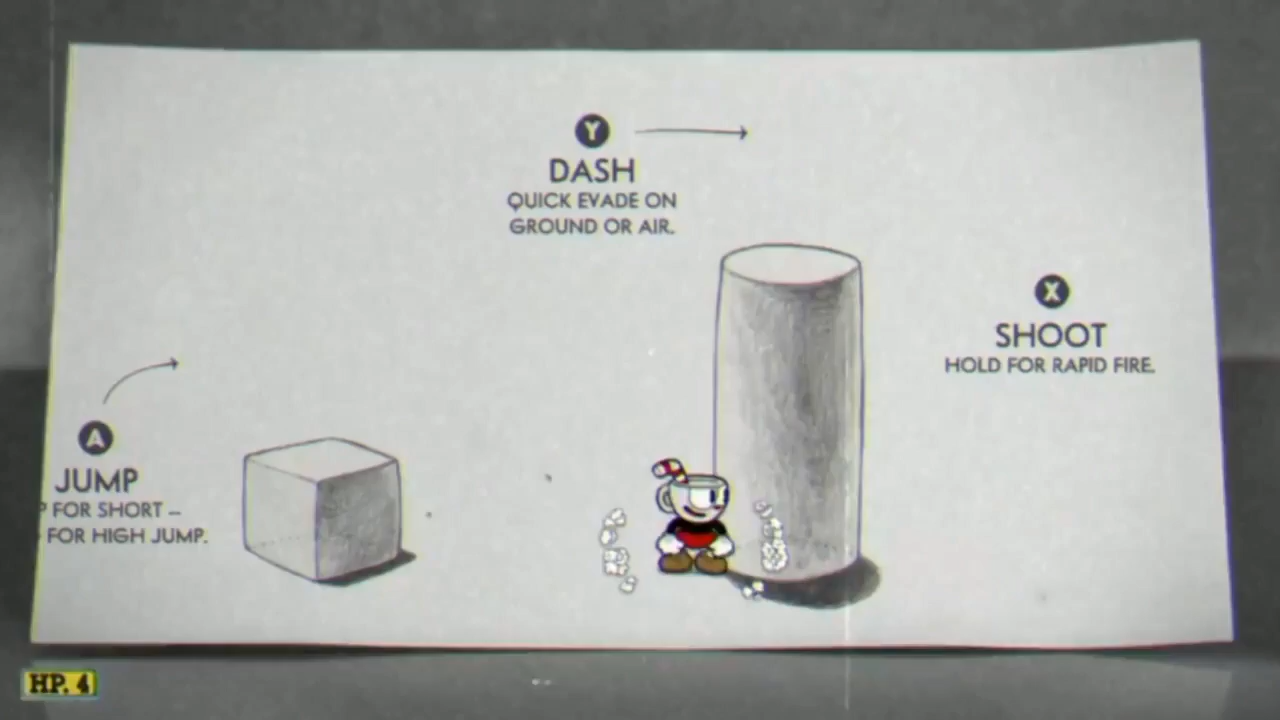 Y
DASH
QUICK EVADE ON
GROUND OR AIR.
X
SHOOT
HOLD FOR RAPID FIRE.
A
JUMP
P FOR SHORT –
FOR HIGH JUMP.
HP. 4